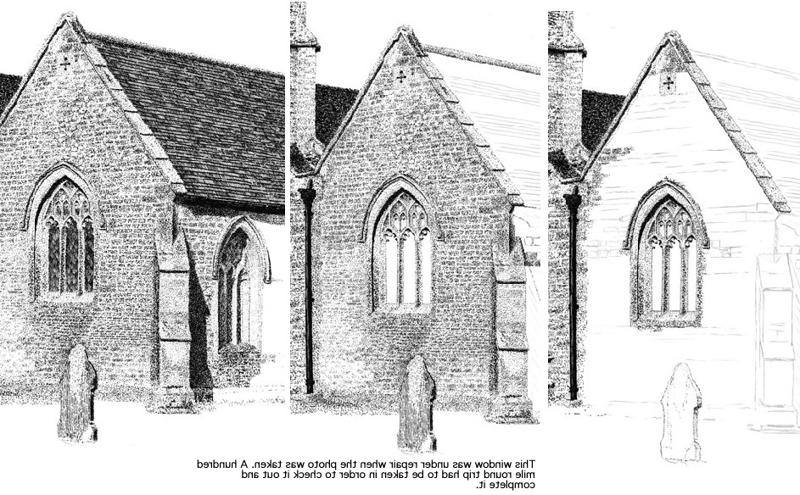 This window was under repair when the photo was taken. A hundred
mile round trip had to be taken in order to check it out and
complete it.